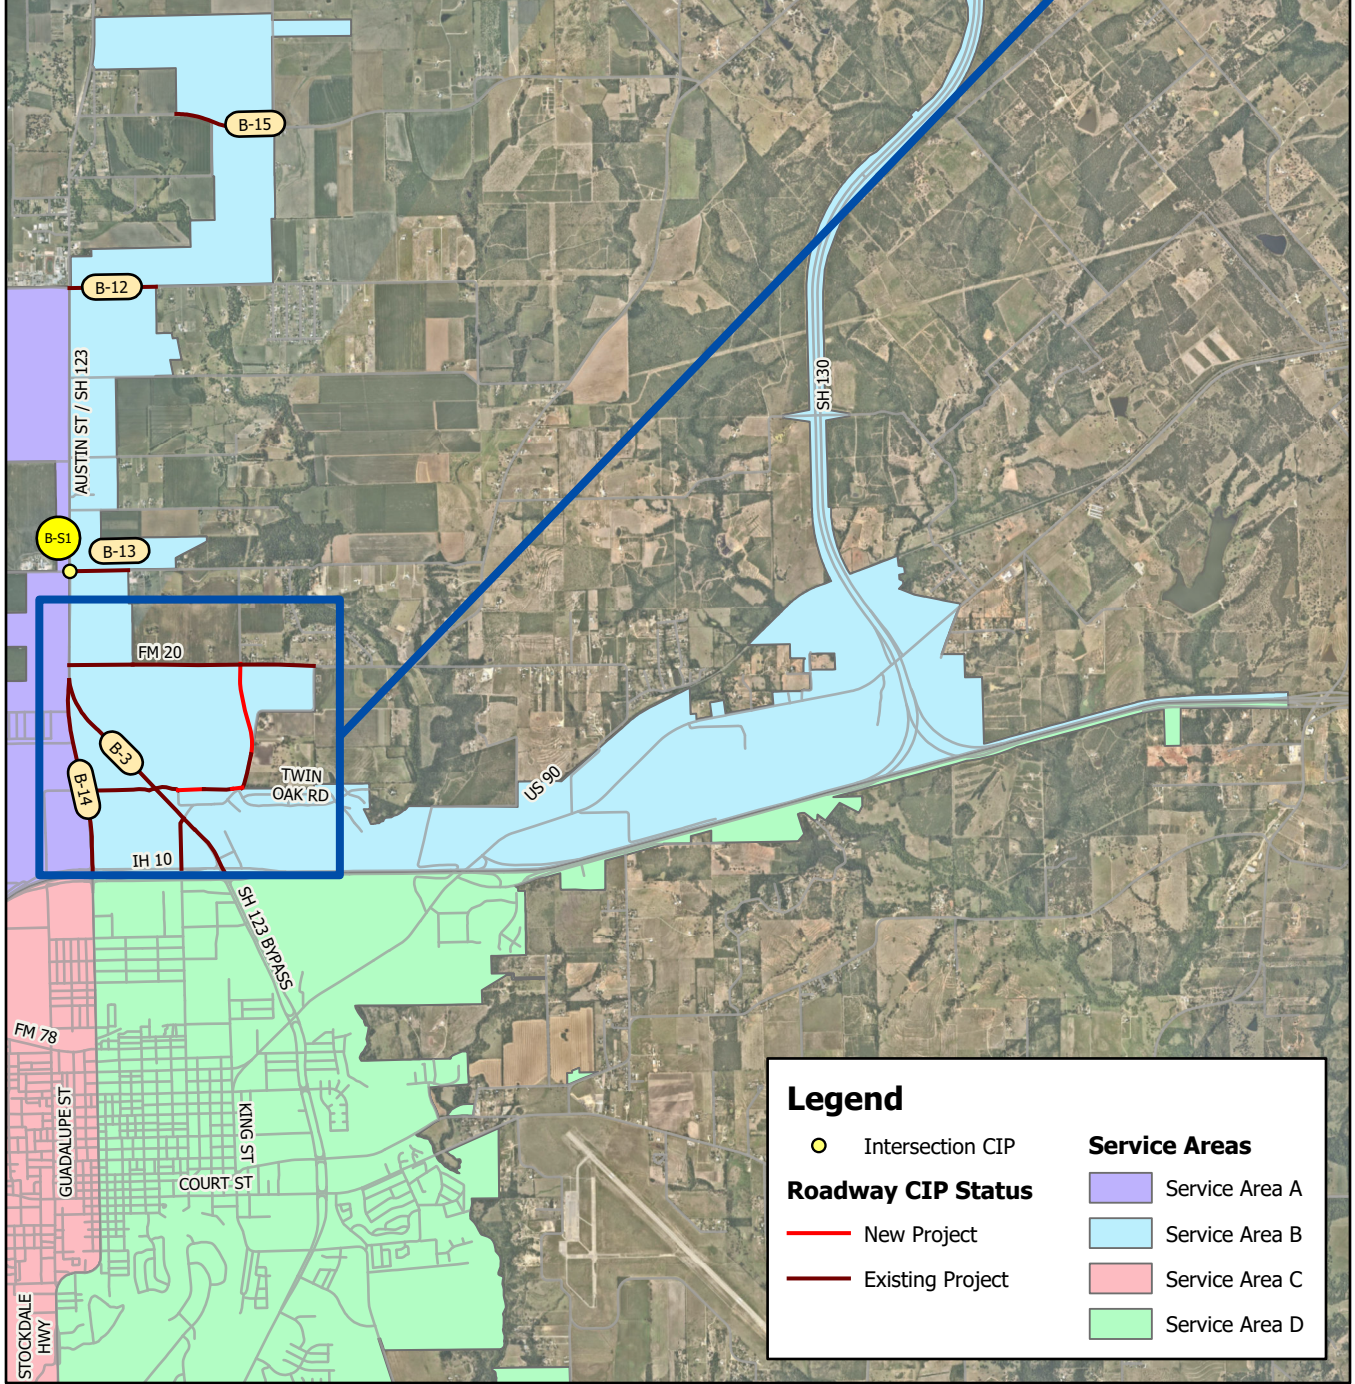 B-15
B-12
AUSTIN ST / SH 123
SH 130
B-S1
B-13
FM 20
B-3
B-14
TWIN
OAK RD
US 90
IH 10
SH 123 BYPASS
FM 78
GUADALUPE ST
KING ST
COURT ST
STOCKDALE
HWY
Legend
Intersection CIP
Roadway CIP Status
New Project
Existing Project
Service Areas
Service Area A
Service Area B
Service Area C
Service Area D